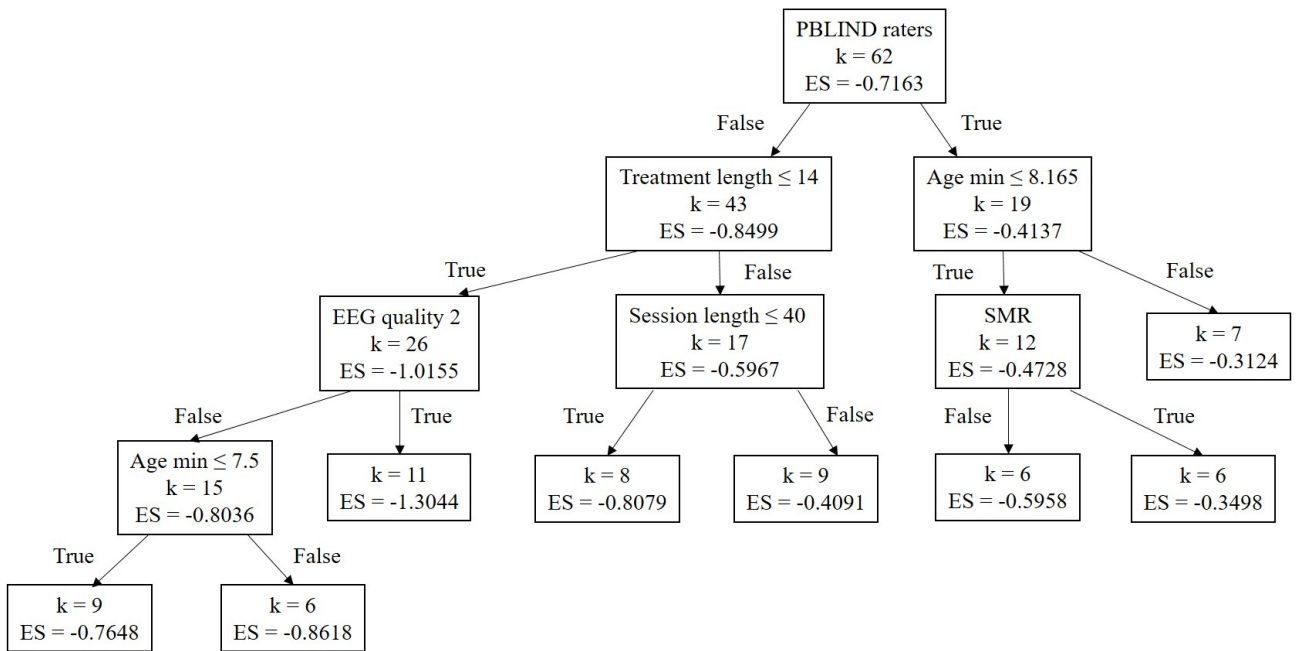 PBLIND raters
k = 62
ES = -0.7163
False
True
Treatment length ≤ 14
k = 43
ES = -0.8499
Age min ≤ 8.165
k = 19
ES = -0.4137
True
False
True
False
EEG quality 2
k = 26
ES = -1.0155
Session length ≤ 40
k = 17
ES = -0.5967
SMR
k = 12
ES = -0.4728
k = 7
ES = -0.3124
False
True
True
False
False
True
Age min ≤ 7.5
k = 15
ES = -0.8036
k = 11
ES = -1.3044
k = 8
ES = -0.8079
k = 9
ES = -0.4091
k = 6
ES = -0.5958
k = 6
ES = -0.3498
True
False
k = 9
ES = -0.7648
k = 6
ES = -0.8618